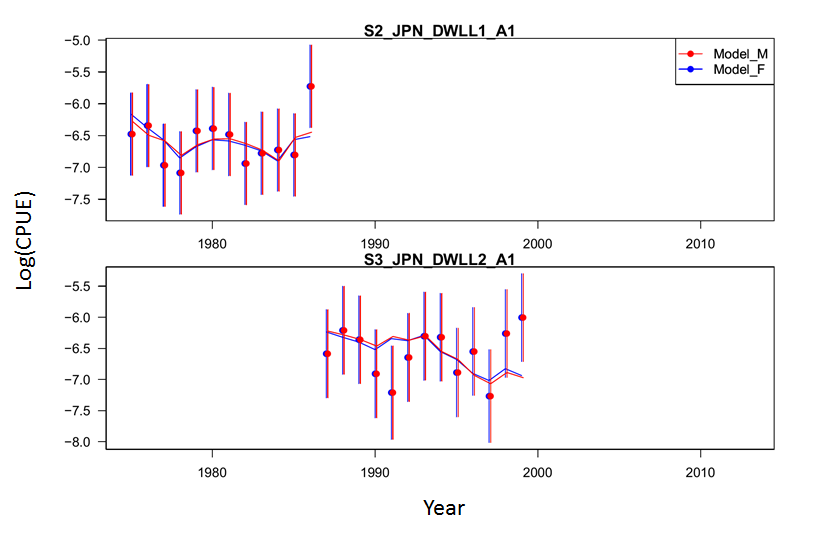 S2_JPN_DWLL1_A1
−5.0
−5.5
−6.0
−6.5
−7.0
−7.5
Model_M
Model_F
1980 1990 2000 2010
Log(CPUE)
S3_JPN_DWLL2_A1
−5.5
−6.0
−6.5
−7.0
−7.5
−8.0
1980 1990 2000 2010
Year